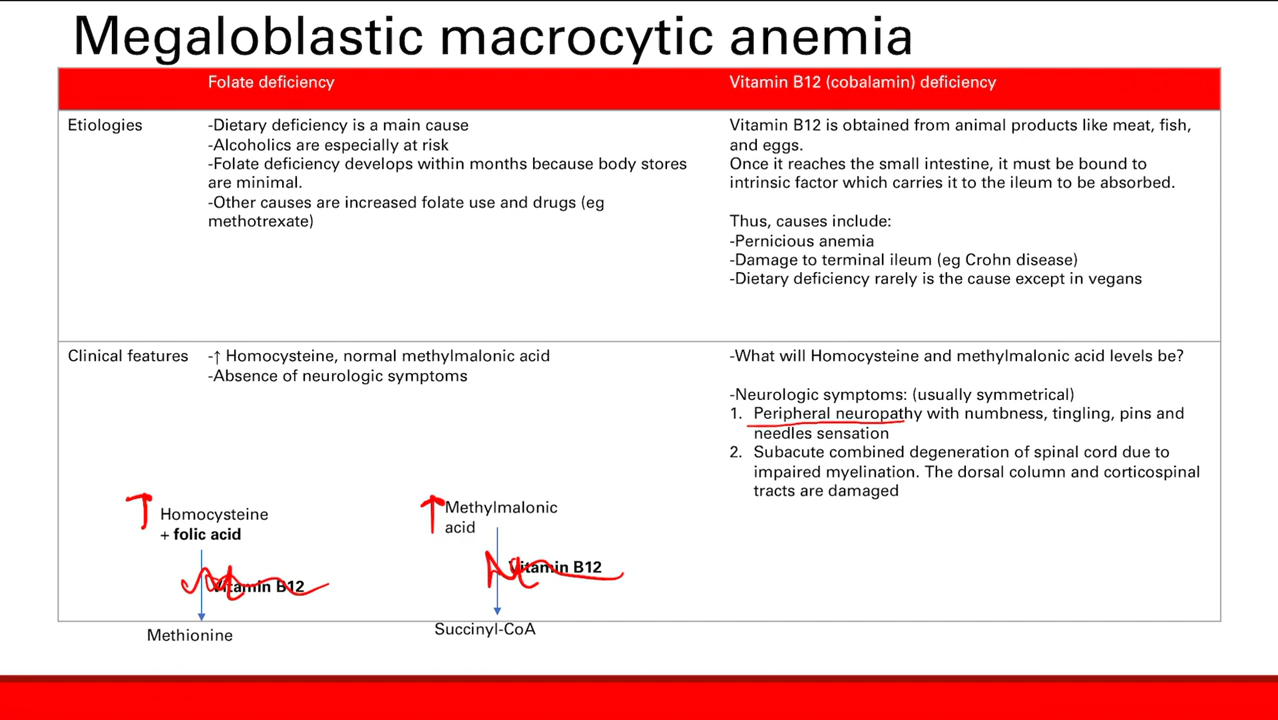 Megaloblastic macrocytic anemia
Folate deficiency
Vitamin B12 (cobalamin) deficiency
Etiologies
-Dietary deficiency is a main cause
-Alcoholics are especially at risk
-Folate deficiency develops within months because body stores
are minimal.
-Other causes are increased folate use and drugs (eg
methotrexate)
Vitamin B12 is obtained from animal products like meat, fish,
and eggs.
Once it reaches the small intestine, it must be bound to
intrinsic factor which carries it to the ileum to be absorbed.
Thus, causes include:
-Pernicious anemia
-Damage to terminal ileum (eg Crohn disease)
-Dietary deficiency rarely is the cause except in vegans
Clinical features
-↑ Homocysteine, normal methylmalonic acid
-Absence of neurologic symptoms
-What will Homocysteine and methylmalonic acid levels be?
-Neurologic symptoms: (usually symmetrical)
1. Peripheral neuropathy with numbness, tingling, pins and
needles sensation
2. Subacute combined degeneration of spinal cord due to
impaired myelination. The dorsal column and corticospinal
tracts are damaged
↑ Homocysteine
+ folic acid
Vitamin B12
Methionine
↑ Methylmalonic
acid
Vitamin B12
Succinyl-CoA